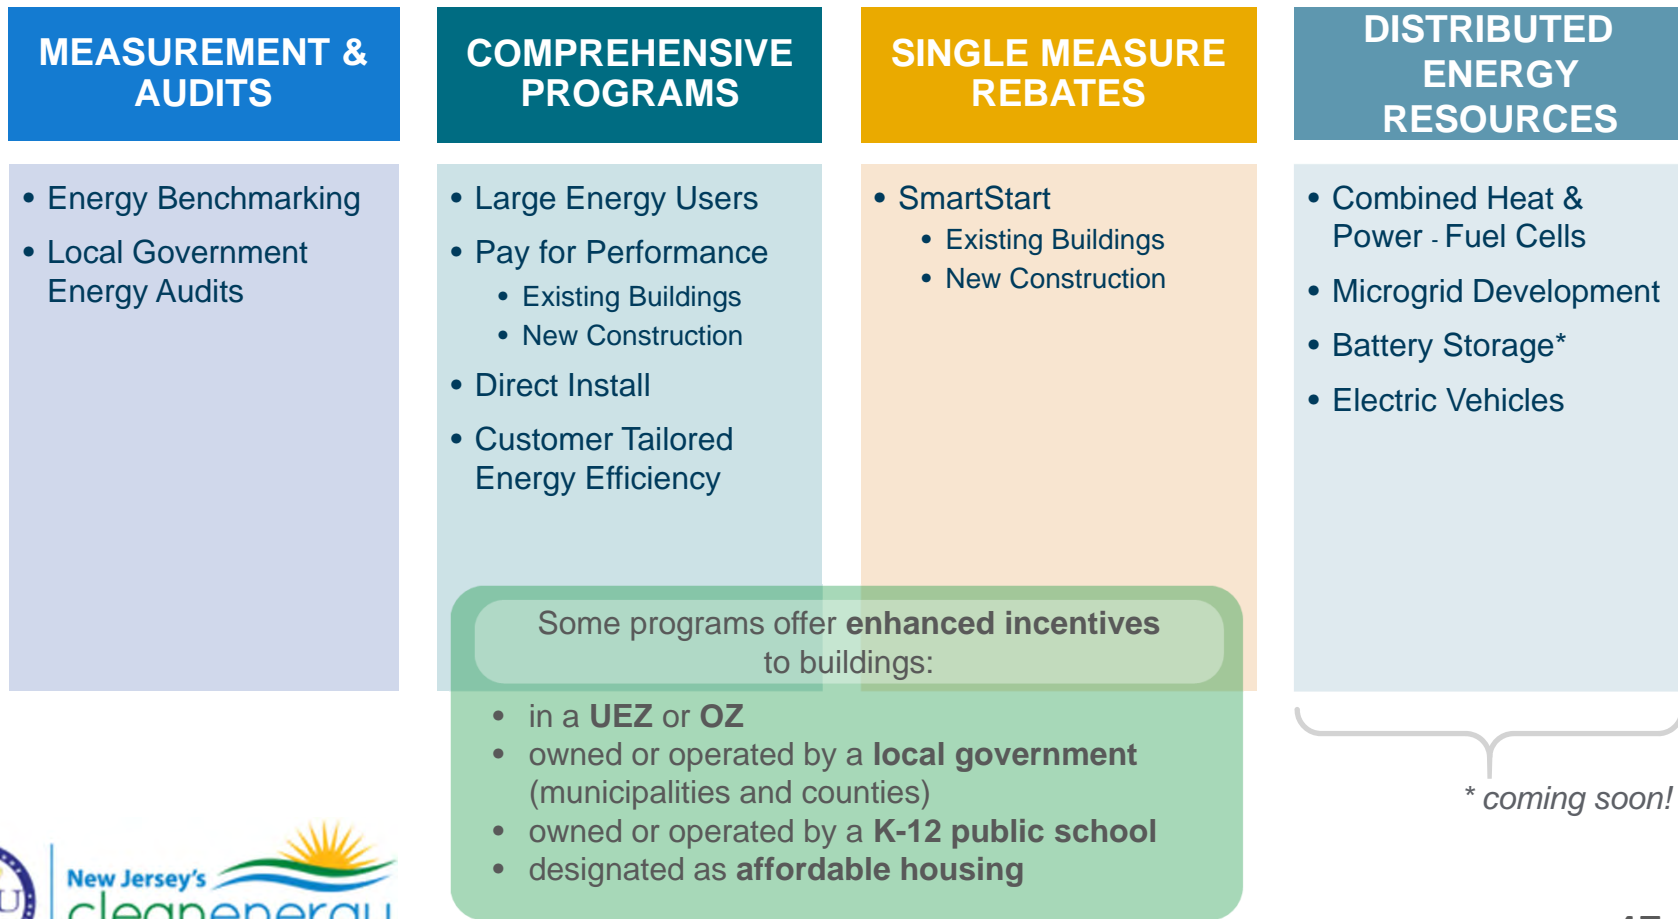 MEASUREMENT &
AUDITS
• Energy Benchmarking
• Local Government
Energy Audits
COMPREHENSIVE
PROGRAMS
• Large Energy Users
• Pay for Performance
• Existing Buildings
• New Construction
• Direct Install
• Customer Tailored
Energy Efficiency
SINGLE MEASURE
REBATES
• SmartStart
• Existing Buildings
• New Construction
DISTRIBUTED
ENERGY
RESOURCES
• Combined Heat &
Power - Fuel Cells
• Microgrid Development
• Battery Storage*
• Electric Vehicles
* coming soon!
Some programs offer enhanced incentives
to buildings:
• in a UEZ or OZ
• owned or operated by a local government
(municipalities and counties)
• owned or operated by a K-12 public school
• designated as affordable housing
New Jersey's
cleanenergy